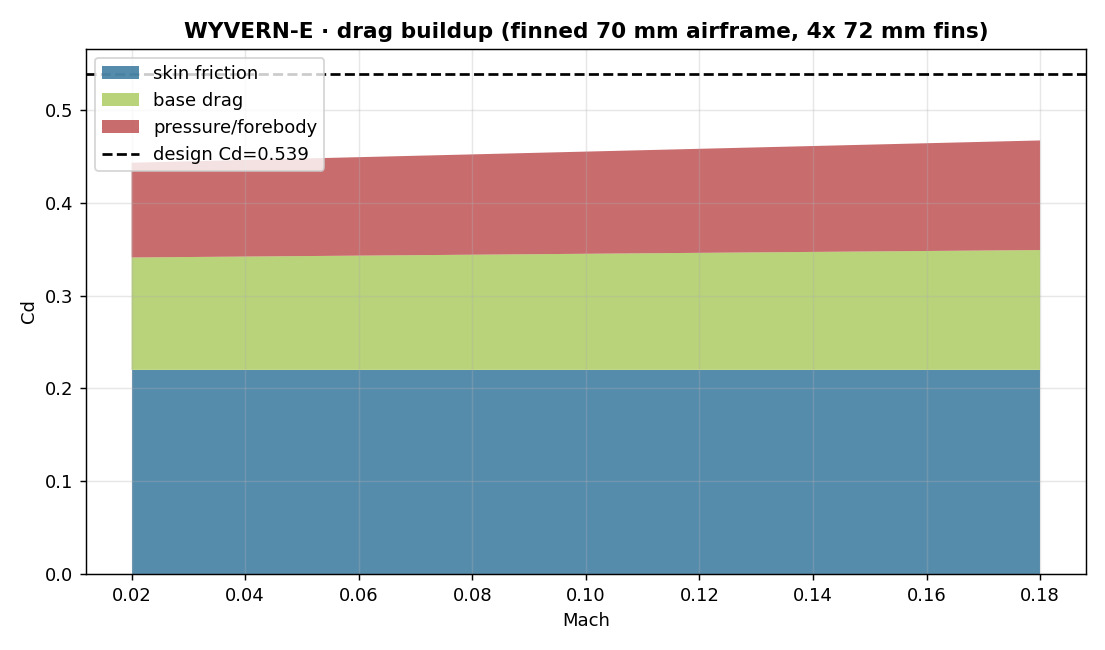 WYVERN-E · drag buildup (finned 70 mm airframe, 4x 72 mm fins)
skin friction
base drag
pressure/forebody
design Cd=0.539
Cd
0.5
0.4
0.3
0.2
0.1
0.0
0.02 0.04 0.06 0.08 0.10 0.12 0.14 0.16 0.18
Mach